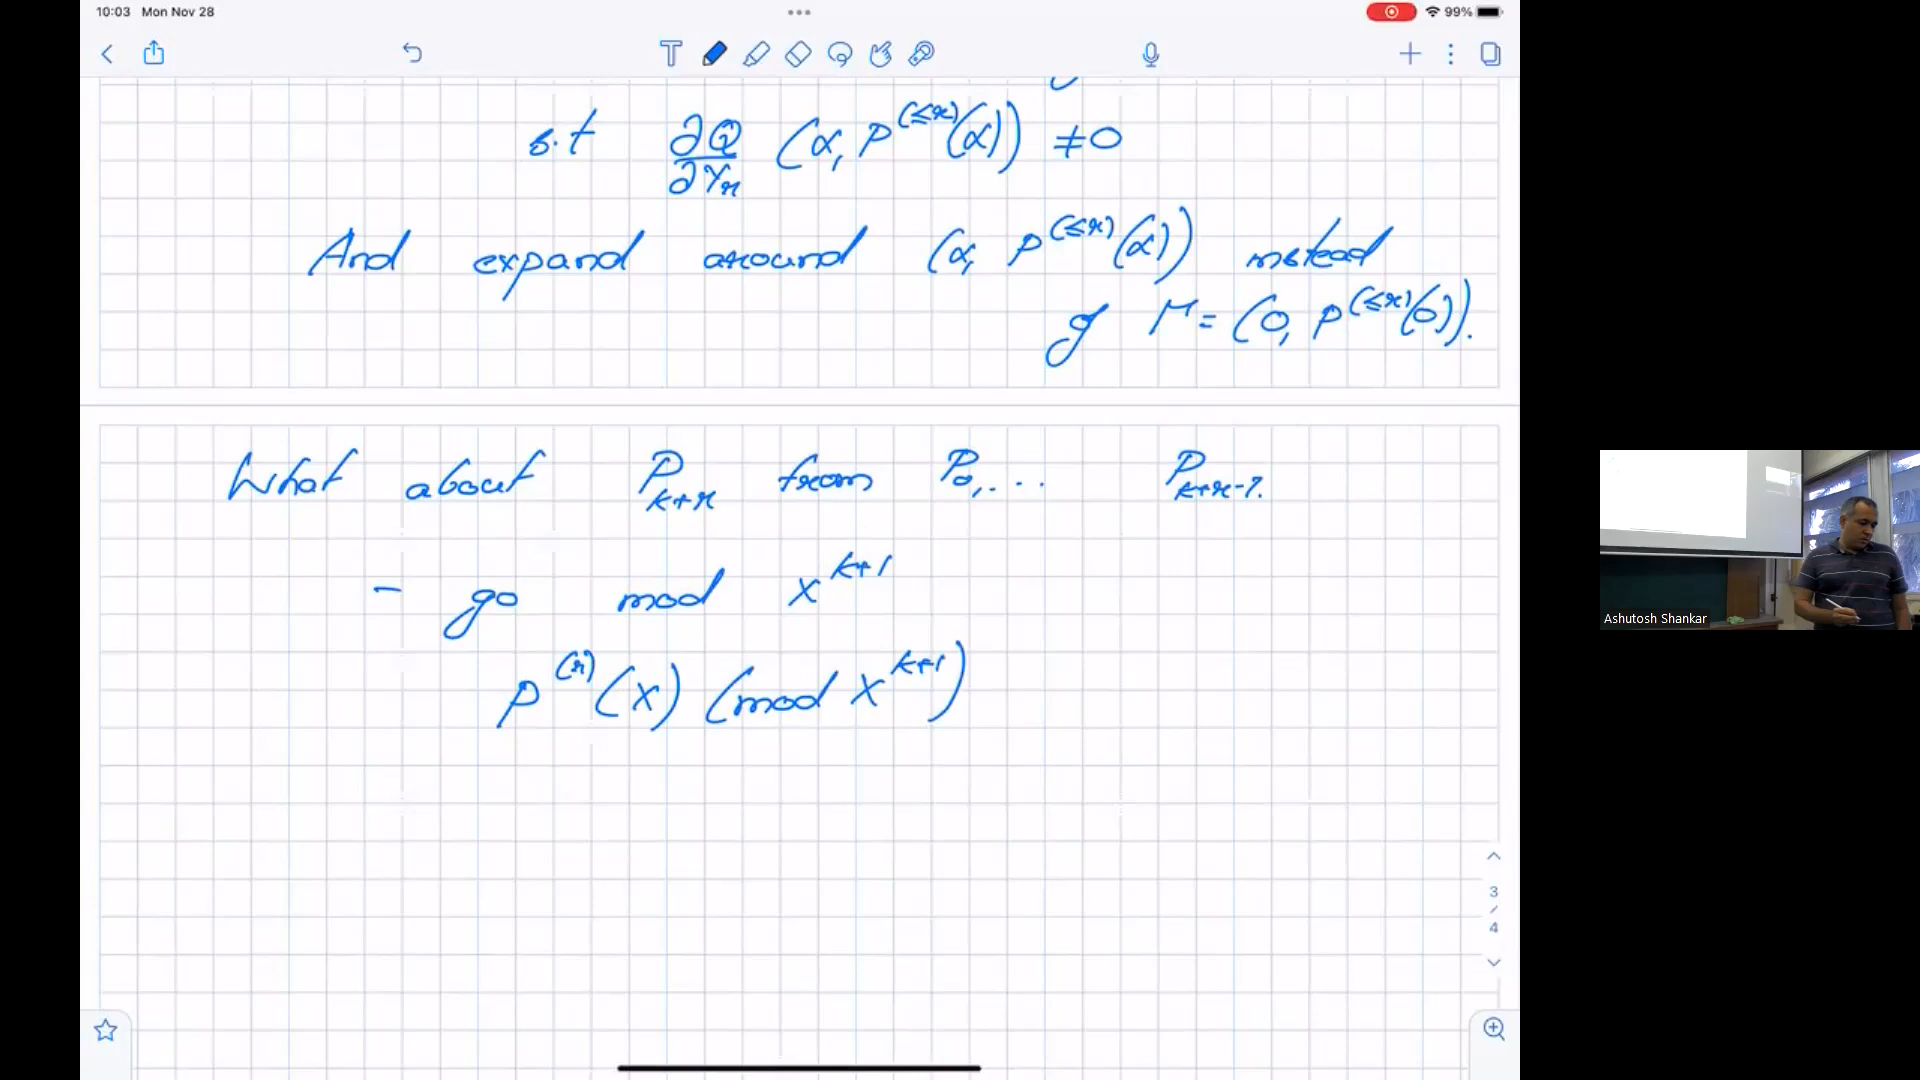 10:03 Mon Nov 28
99%
s.t ∂Q/∂Y_r (α, P^(≤r)(α)) ≠ 0
And expand around (α, P^(≤r)(α)) instead
of M = (0, P^(≤r)(0)).
What about P_{k+r} from P_0, ... P_{k+r-1}.
- go mod X^{k+1}
P^(r)(X) (mod X^{k+1})
Ashutosh Shankar
3
/
4